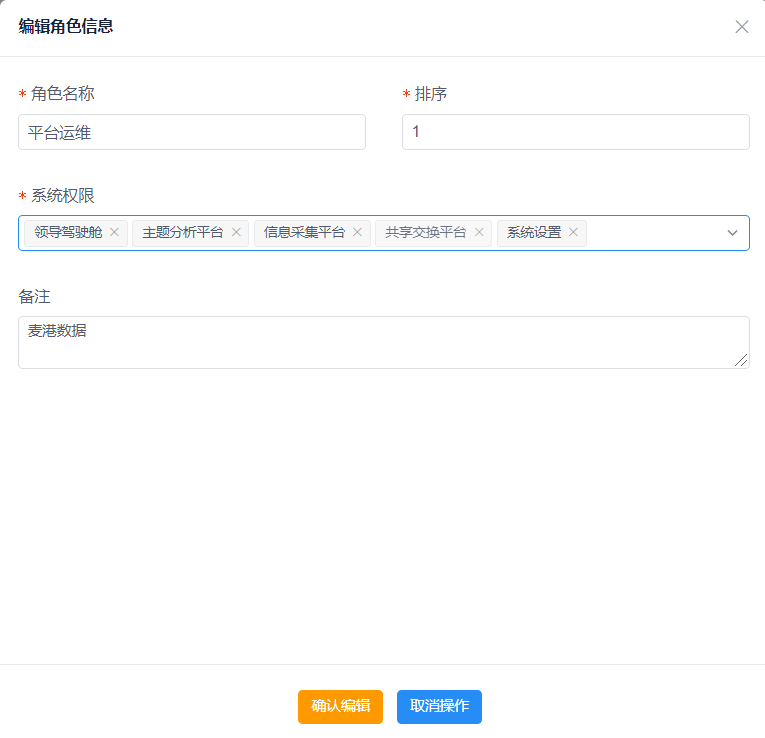 编辑角色信息
* 角色名称
* 排序
平台运维
1
* 系统权限
领导驾驶舱 主题分析平台 信息采集平台 共享交换平台 系统设置
备注
麦港数据
确认编辑 取消操作